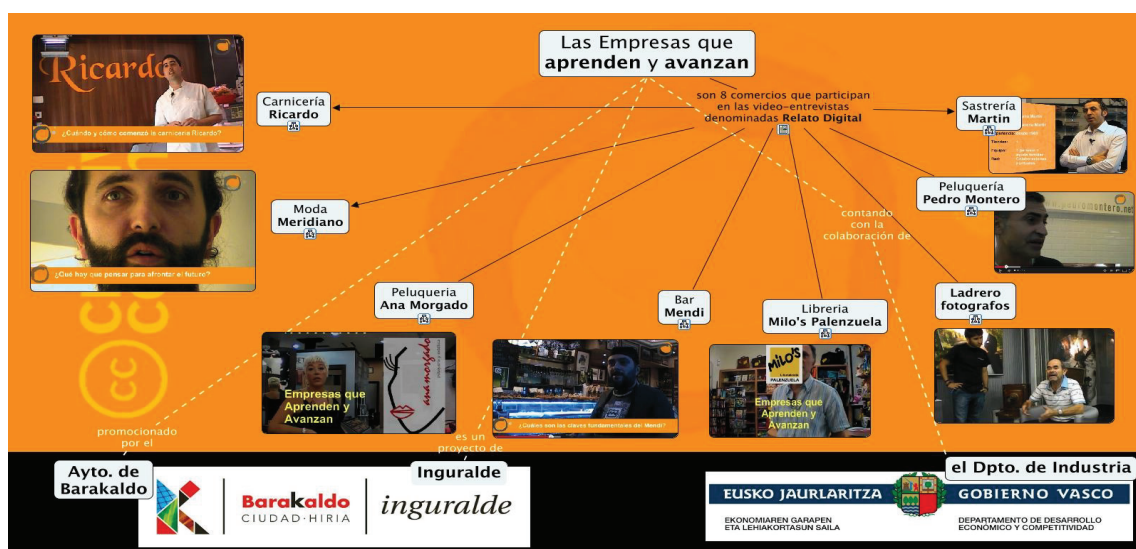 Las Empresas que
aprenden y avanzan
son 8 comercios que participan
en las video-entrevistas
denominadas Relato Digital
Ricardo
¿Cuándo y cómo comenzó la carnicería Ricardo?
Carnicería
Ricardo
Sastrería
Martin
¿Qué hay que pensar para afrontar el futuro?
Moda
Meridiano
Peluquería
Pedro Montero
contando
con la
colaboración de
Peluqueria
Ana Morgado
Bar
Mendi
Libreria
Milo's Palenzuela
Ladrero
fotografos
cc
Empresas que
Aprenden y
Avanzan
anamorgado
¿Cuáles son las claves fundamentales del Mendi?
MILO'S
PALENZUELA
Empresas que
Aprenden y
Avanzan
promocionado
por el
es un
proyecto de
Ayto. de
Barakaldo
Inguralde
el Dpto. de Industria
Barakaldo
CIUDAD·HIRIA
inguralde
EUSKO JAURLARITZA
GOBIERNO VASCO
EKONOMIAREN GARAPEN
ETA LEHIAKORTASUN SAILA
DEPARTAMENTO DE DESARROLLO
ECONÓMICO Y COMPETITIVIDAD